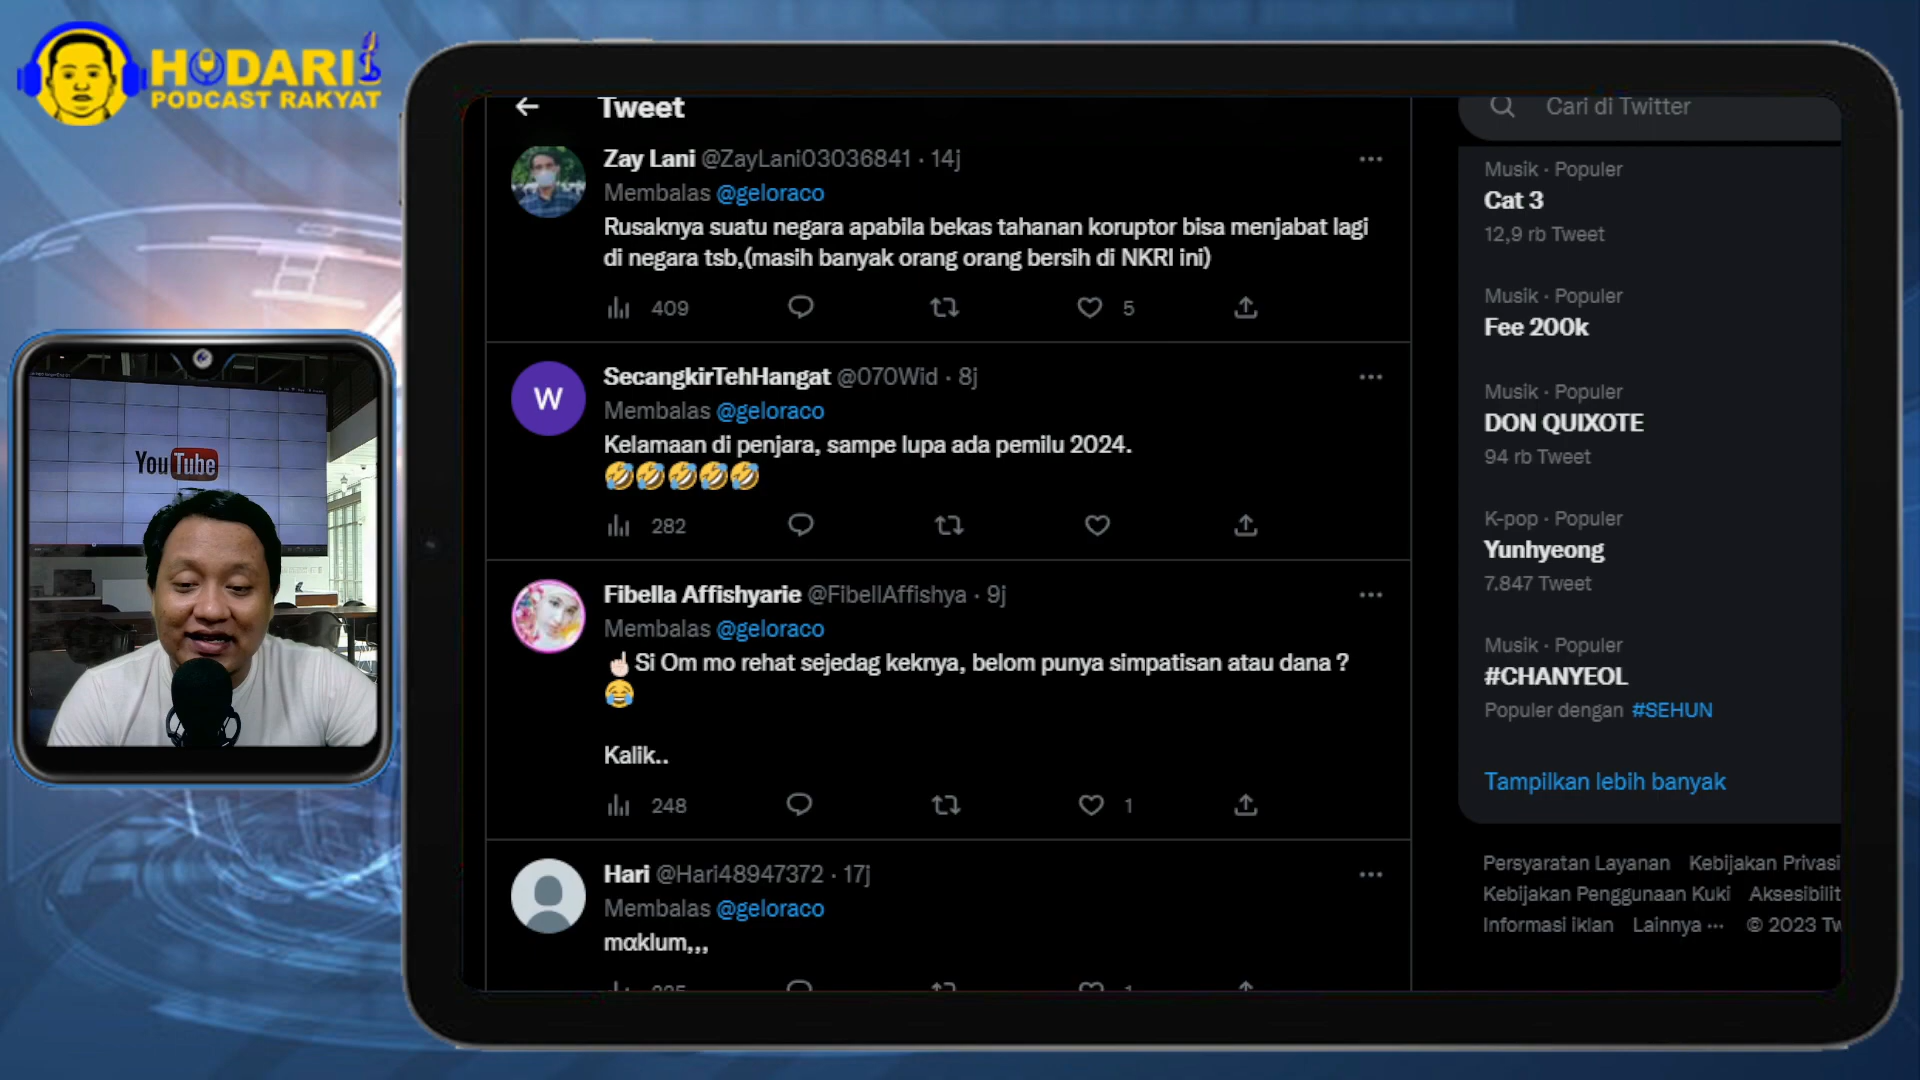 HODARI
PODCAST RAKYAT
YouTube
Tweet
Zay Lani @ZayLani03036841 · 14j
Membalas @geloraco
Rusaknya suatu negara apabila bekas tahanan koruptor bisa menjabat lagi
di negara tsb,(masih banyak orang orang bersih di NKRI ini)
409
5
W
SecangkirTehHangat @070Wid · 8j
Membalas @geloraco
Kelamaan di penjara, sampe lupa ada pemilu 2024.
🤣🤣🤣🤣🤣
282
Fibella Affishyarie @FibellAffishya · 9j
Membalas @geloraco
☝🏻Si Om mo rehat sejedag keknya, belom punya simpatisan atau dana ?
😂
Kalik..
248
1
Hari @Hari48947372 · 17j
Membalas @geloraco
mαklum,,,
Cari di Twitter
Musik · Populer
Cat 3
12,9 rb Tweet
Musik · Populer
Fee 200k
Musik · Populer
DON QUIXOTE
94 rb Tweet
K-pop · Populer
Yunhyeong
7.847 Tweet
Musik · Populer
#CHANYEOL
Populer dengan #SEHUN
Tampilkan lebih banyak
Persyaratan Layanan Kebijakan Privasi
Kebijakan Penggunaan Kuki Aksesibilit
Informasi iklan Lainnya ··· © 2023 Tw